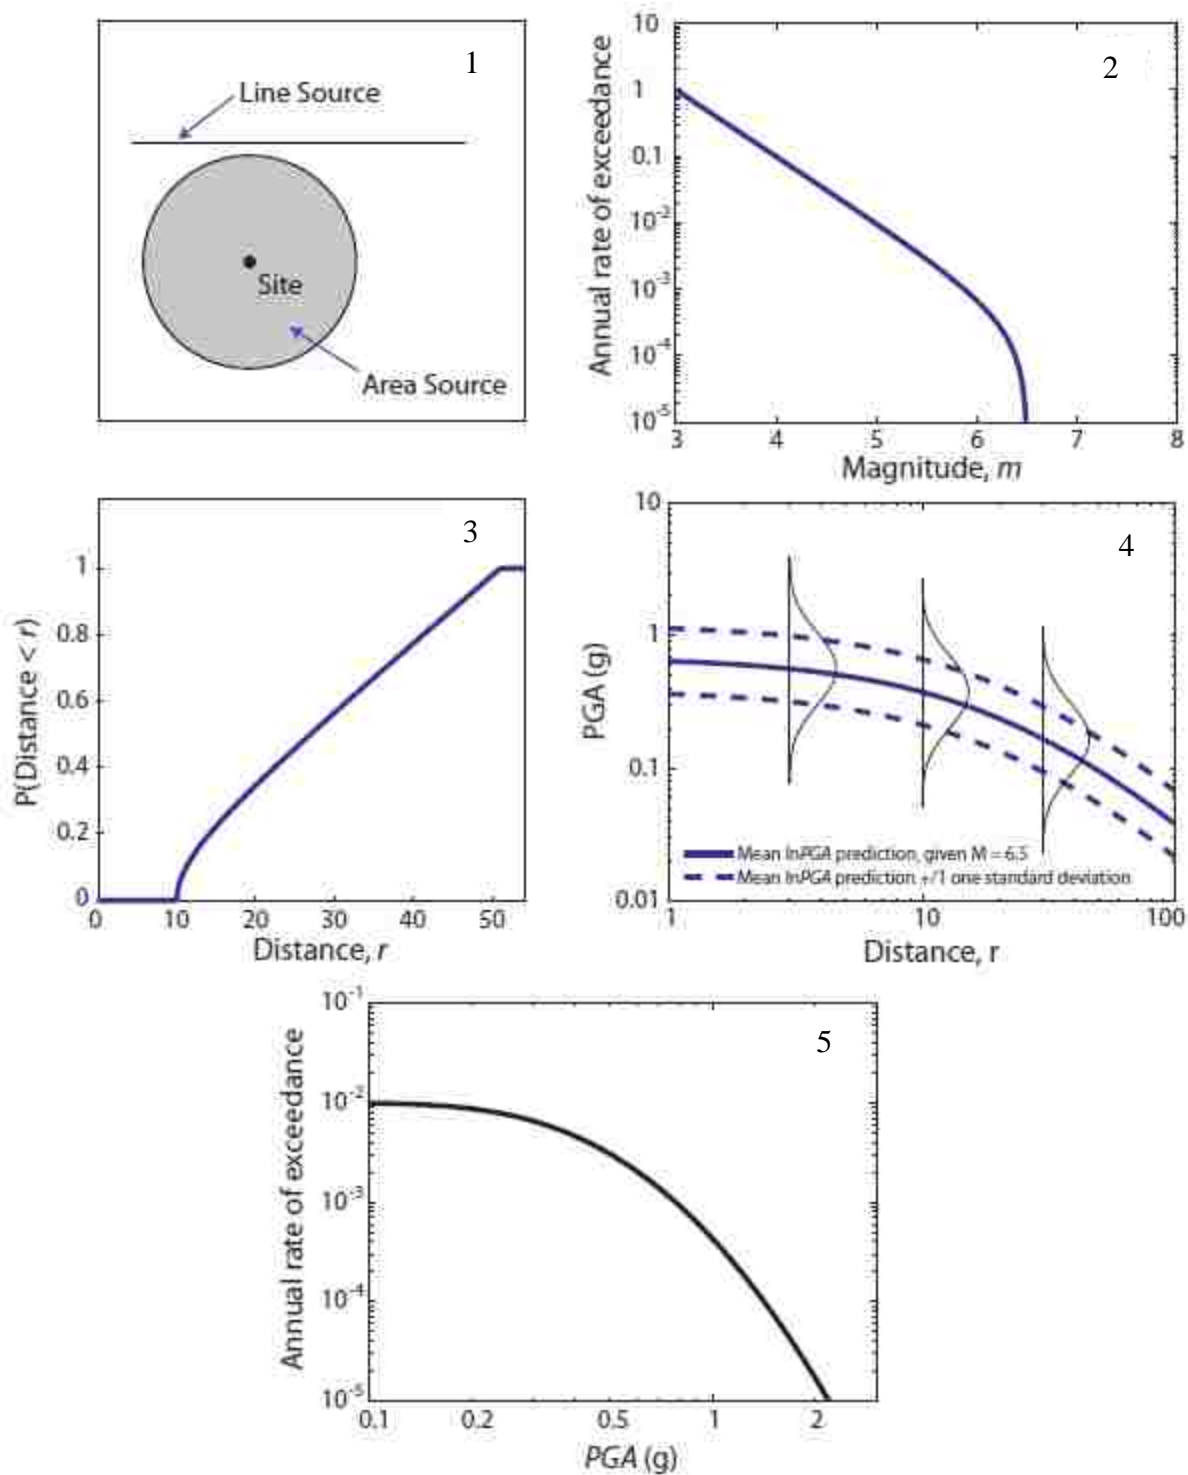 1
Line Source
Site
Area Source
2
Annual rate of exceedance
10
1
0.1
10-2
10-3
10-4
10-5
3 4 5 6 7 8
Magnitude, m
3
P(Distance < r)
1
0.8
0.6
0.4
0.2
0
0 10 20 30 40 50
Distance, r
4
PGA (g)
10
1
0.1
0.01
Mean lnPGA prediction, given M = 6.5
Mean lnPGA prediction +/1 one standard deviation
1 10 100
Distance, r
5
Annual rate of exceedance
10-1
10-2
10-3
10-4
10-5
0.1 0.2 0.5 1 2
PGA (g)